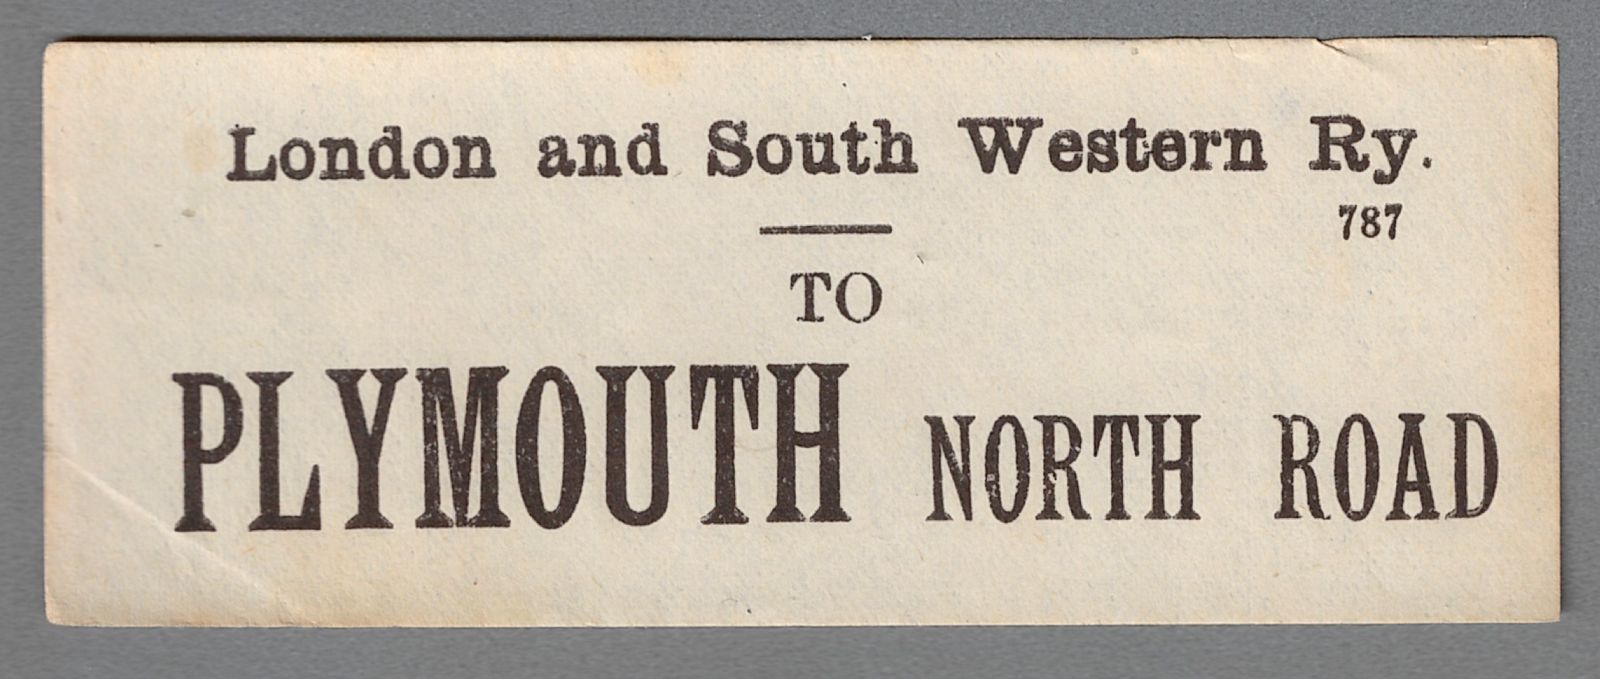 London and South Western Ry.
787
TO
PLYMOUTH NORTH ROAD